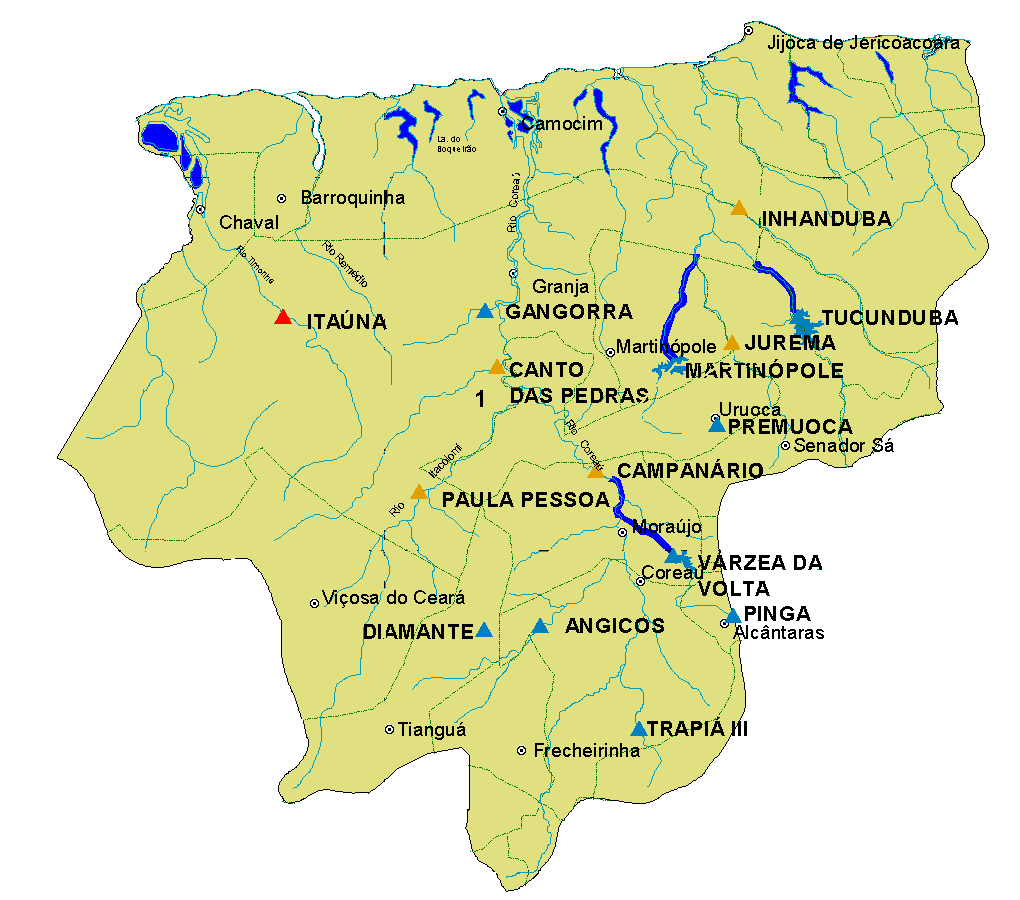 Jijoca de Jericoacoara
Camocim
La. do
Boqueirão
Barroquinha
Rio Coreaú
Chaval
INHANDUBA
Rio Timonha
Rio Remédio
Granja
GANGORRA
ITAÚNA
TUCUNDUBA
JUREMA
Martinópole
MARTINÓPOLE
CANTO
DAS PEDRAS
1
Uruoca
PREMUOCA
Rio Coreaú
Senador Sá
Rio Itacolomi
CAMPANÁRIO
PAULA PESSOA
Moraújo
VÁRZEA DA
VOLTA
Coreaú
Viçosa do Ceará
PINGA
DIAMANTE
ANGICOS
Alcântaras
Tianguá
TRAPIÁ III
Frecheirinha